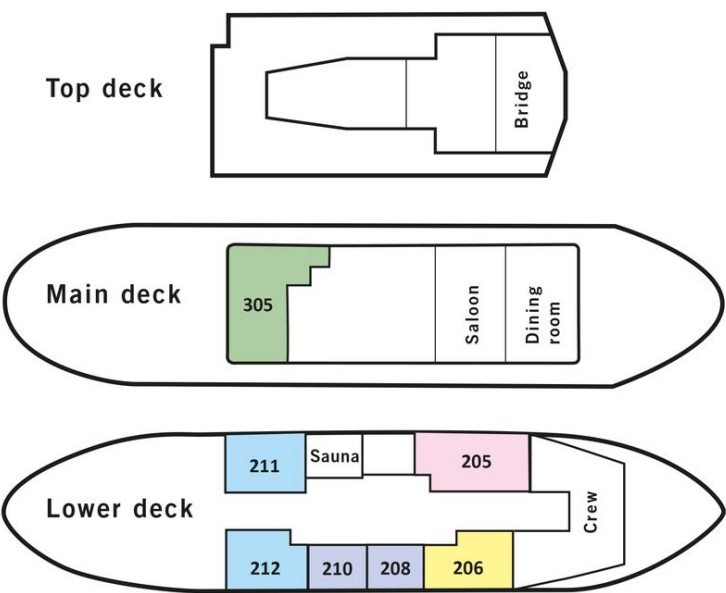 Top deck
Bridge
Main deck
305
Saloon
Dining
room
Lower deck
211
Sauna
205
Crew
212
210
208
206